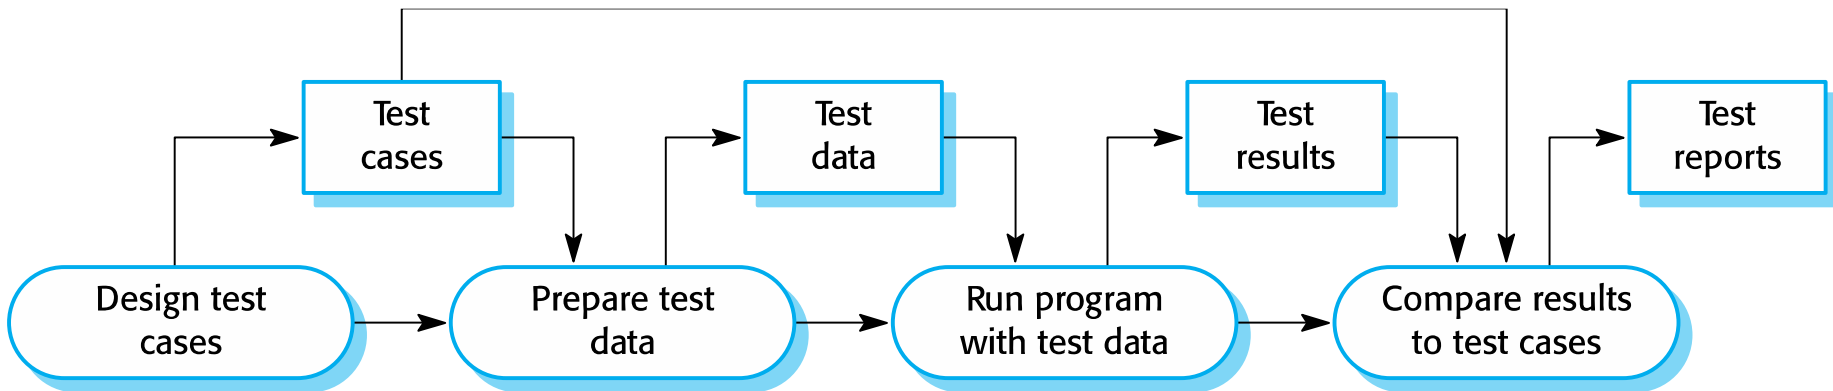 Test
cases
Test
data
Test
results
Test
reports
Design test
cases
Prepare test
data
Run program
with test data
Compare results
to test cases